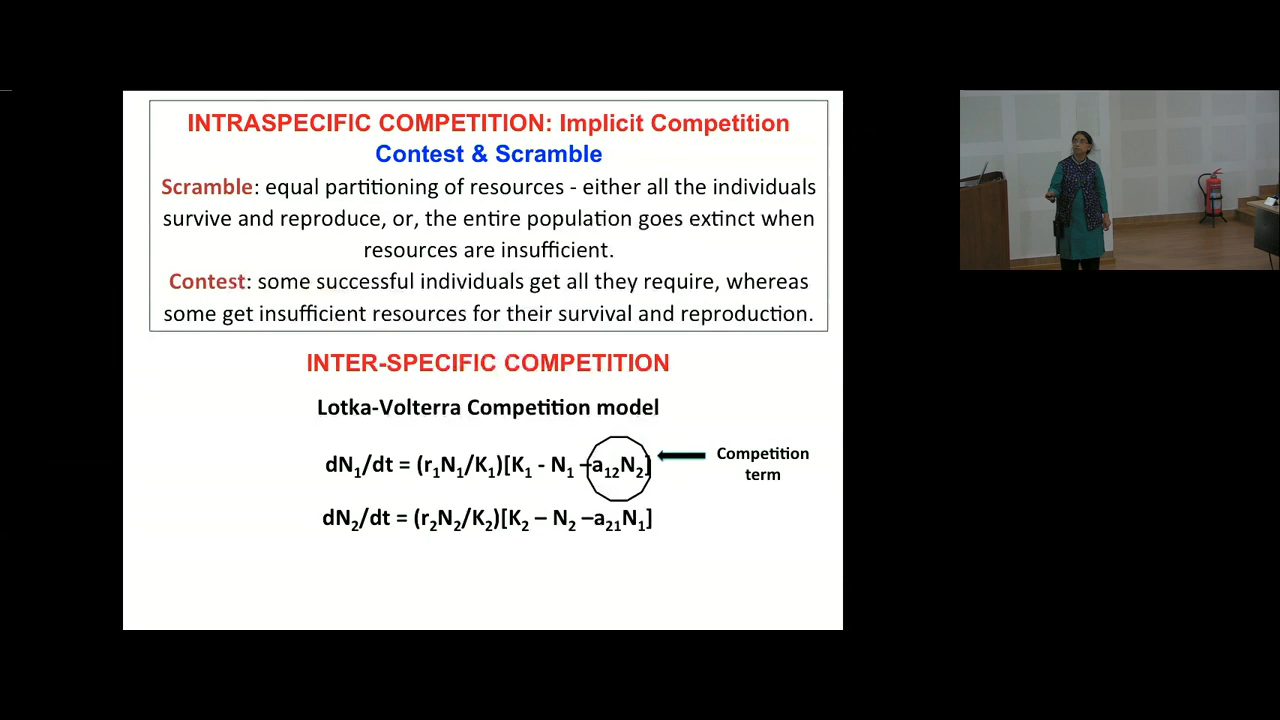 INTRASPECIFIC COMPETITION: Implicit Competition
Contest & Scramble
Scramble: equal partitioning of resources - either all the individuals
survive and reproduce, or, the entire population goes extinct when
resources are insufficient.
Contest: some successful individuals get all they require, whereas
some get insufficient resources for their survival and reproduction.
INTER-SPECIFIC COMPETITION
Lotka-Volterra Competition model
dN₁/dt = (r₁N₁/K₁)[K₁ - N₁ –a₁₂N₂]
Competition
term
dN₂/dt = (r₂N₂/K₂)[K₂ – N₂ –a₂₁N₁]